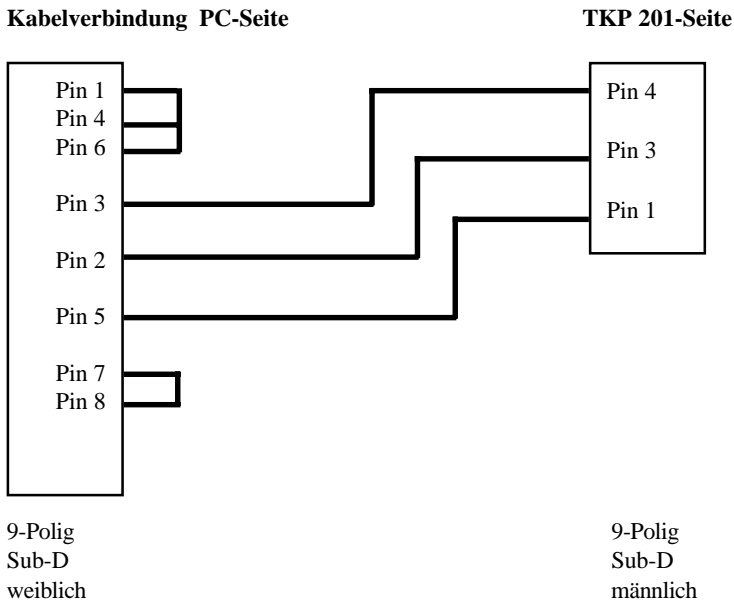 Kabelverbindung PC-Seite
TKP 201-Seite
Pin 1
Pin 4
Pin 6
Pin 3
Pin 2
Pin 5
Pin 7
Pin 8
Pin 4
Pin 3
Pin 1
9-Polig
Sub-D
weiblich
9-Polig
Sub-D
männlich